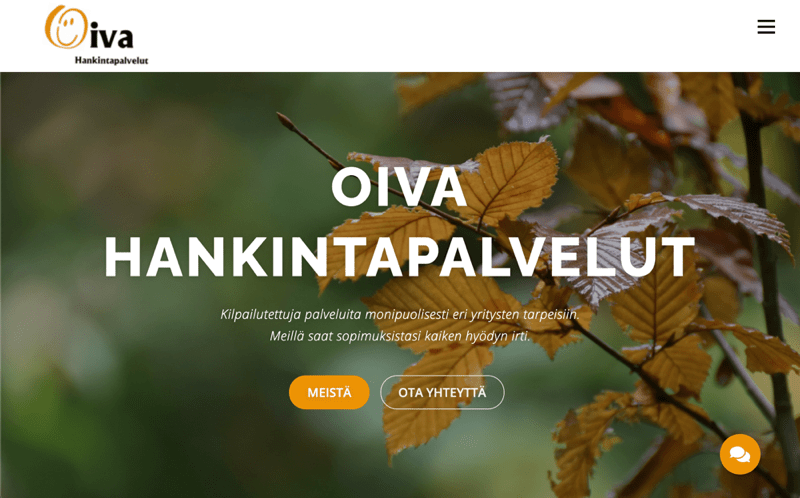 Oiva
Hankintapalvelut
OIVA
HANKINTAPALVELUT
Kilpailutettuja palveluita monipuolisesti eri yritysten tarpeisiin.
Meillä saat sopimuksistasi kaiken hyödyn irti.
MEISTÄ
OTA YHTEYTTÄ